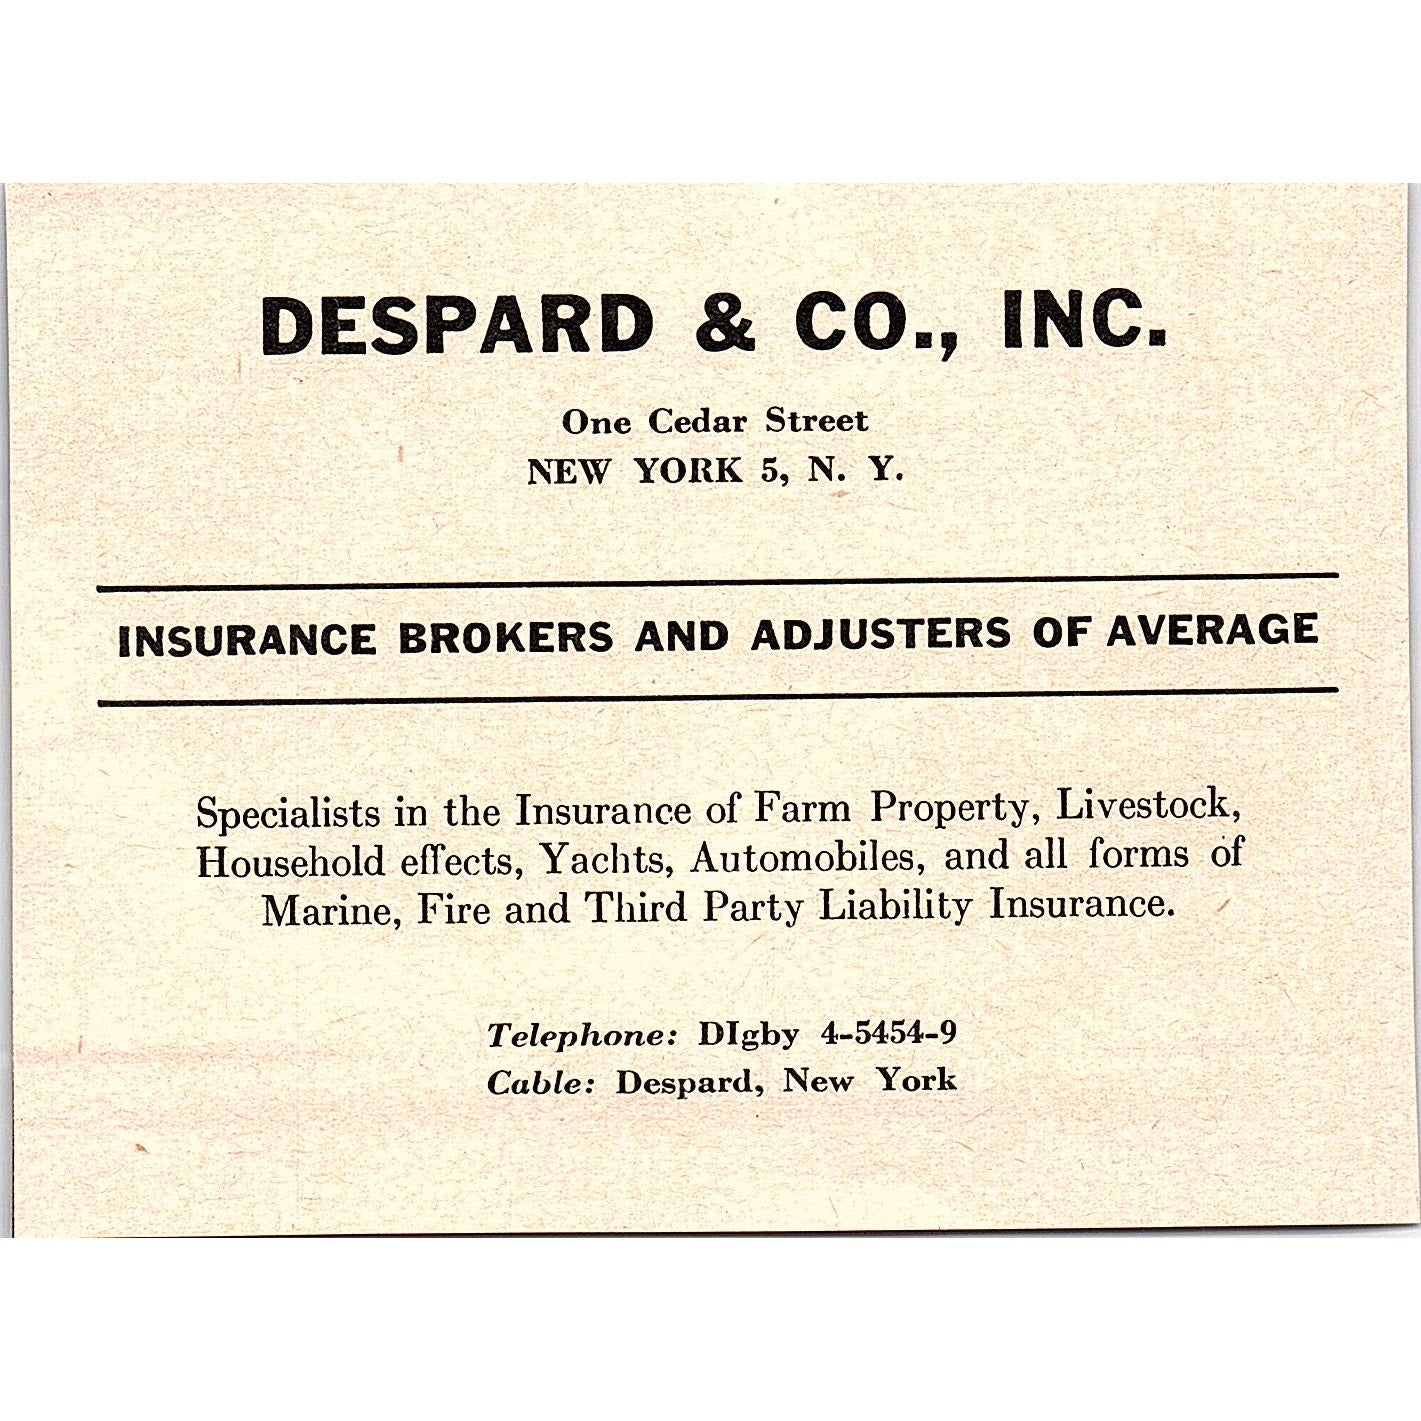 DESPARD & CO., INC.
One Cedar Street
NEW YORK 5, N. Y.
INSURANCE BROKERS AND ADJUSTERS OF AVERAGE
Specialists in the Insurance of Farm Property, Livestock,
Household effects, Yachts, Automobiles, and all forms of
Marine, Fire and Third Party Liability Insurance.
Telephone: DIgby 4-5454-9
Cable: Despard, New York